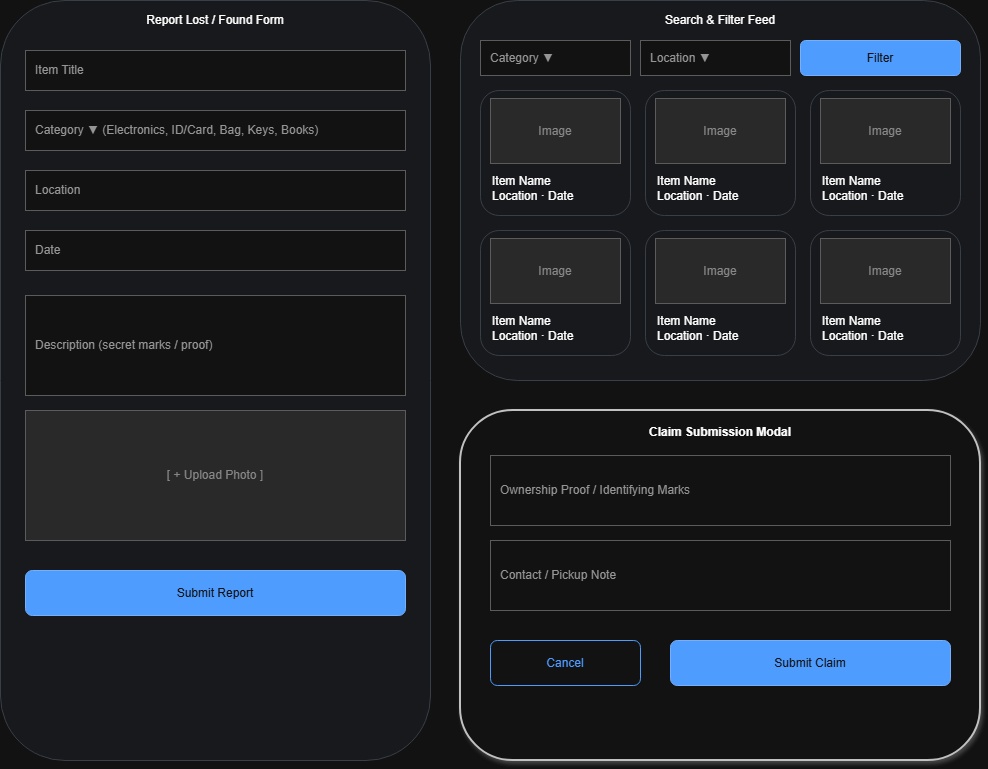 Report Lost / Found Form
Item Title
Category ▼ (Electronics, ID/Card, Bag, Keys, Books)
Location
Date
Description (secret marks / proof)
[ + Upload Photo ]
Submit Report
Search & Filter Feed
Category ▼
Location ▼
Filter
Image
Item Name
Location · Date
Image
Item Name
Location · Date
Image
Item Name
Location · Date
Image
Item Name
Location · Date
Image
Item Name
Location · Date
Image
Item Name
Location · Date
Claim Submission Modal
Ownership Proof / Identifying Marks
Contact / Pickup Note
Cancel
Submit Claim